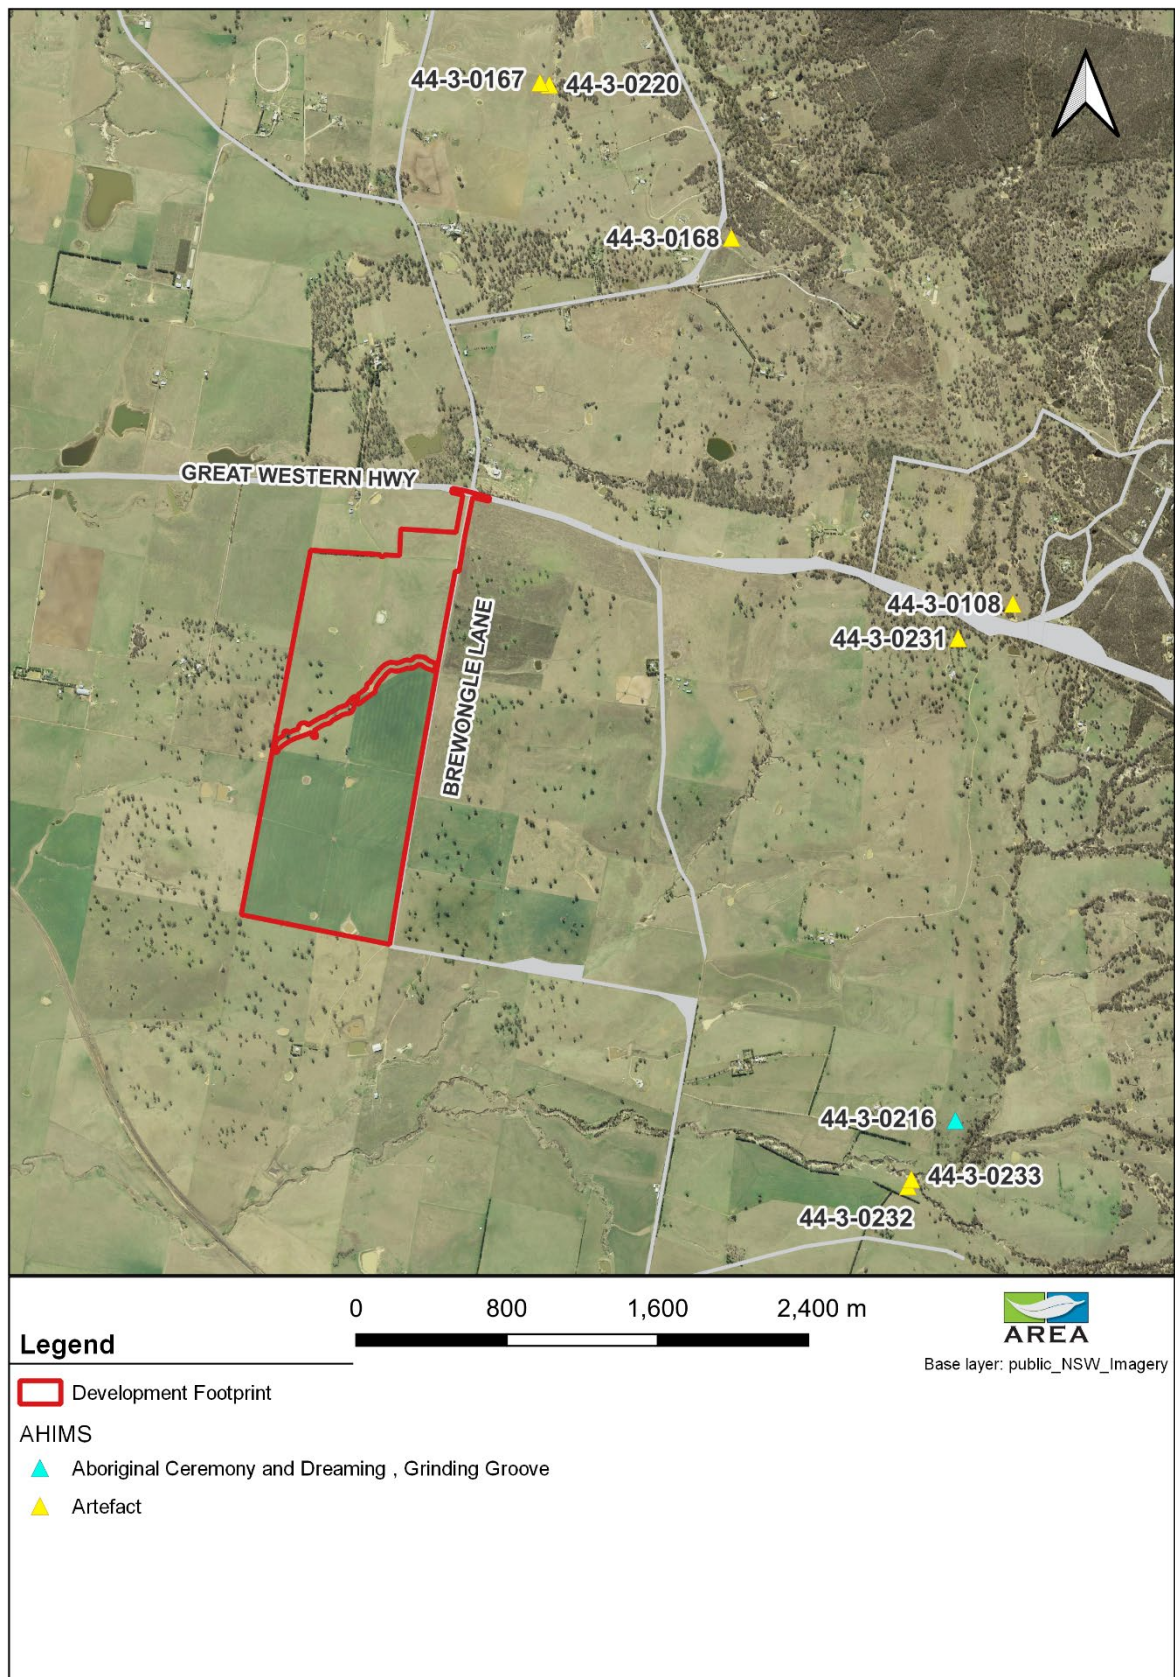 44-3-0167
44-3-0220
44-3-0168
GREAT WESTERN HWY
44-3-0108
44-3-0231
BREWONGLE LANE
44-3-0216
44-3-0233
44-3-0232
0 800 1,600 2,400 m
Legend
AREA
Base layer: public_NSW_Imagery
Development Footprint
AHIMS
Aboriginal Ceremony and Dreaming , Grinding Groove
Artefact